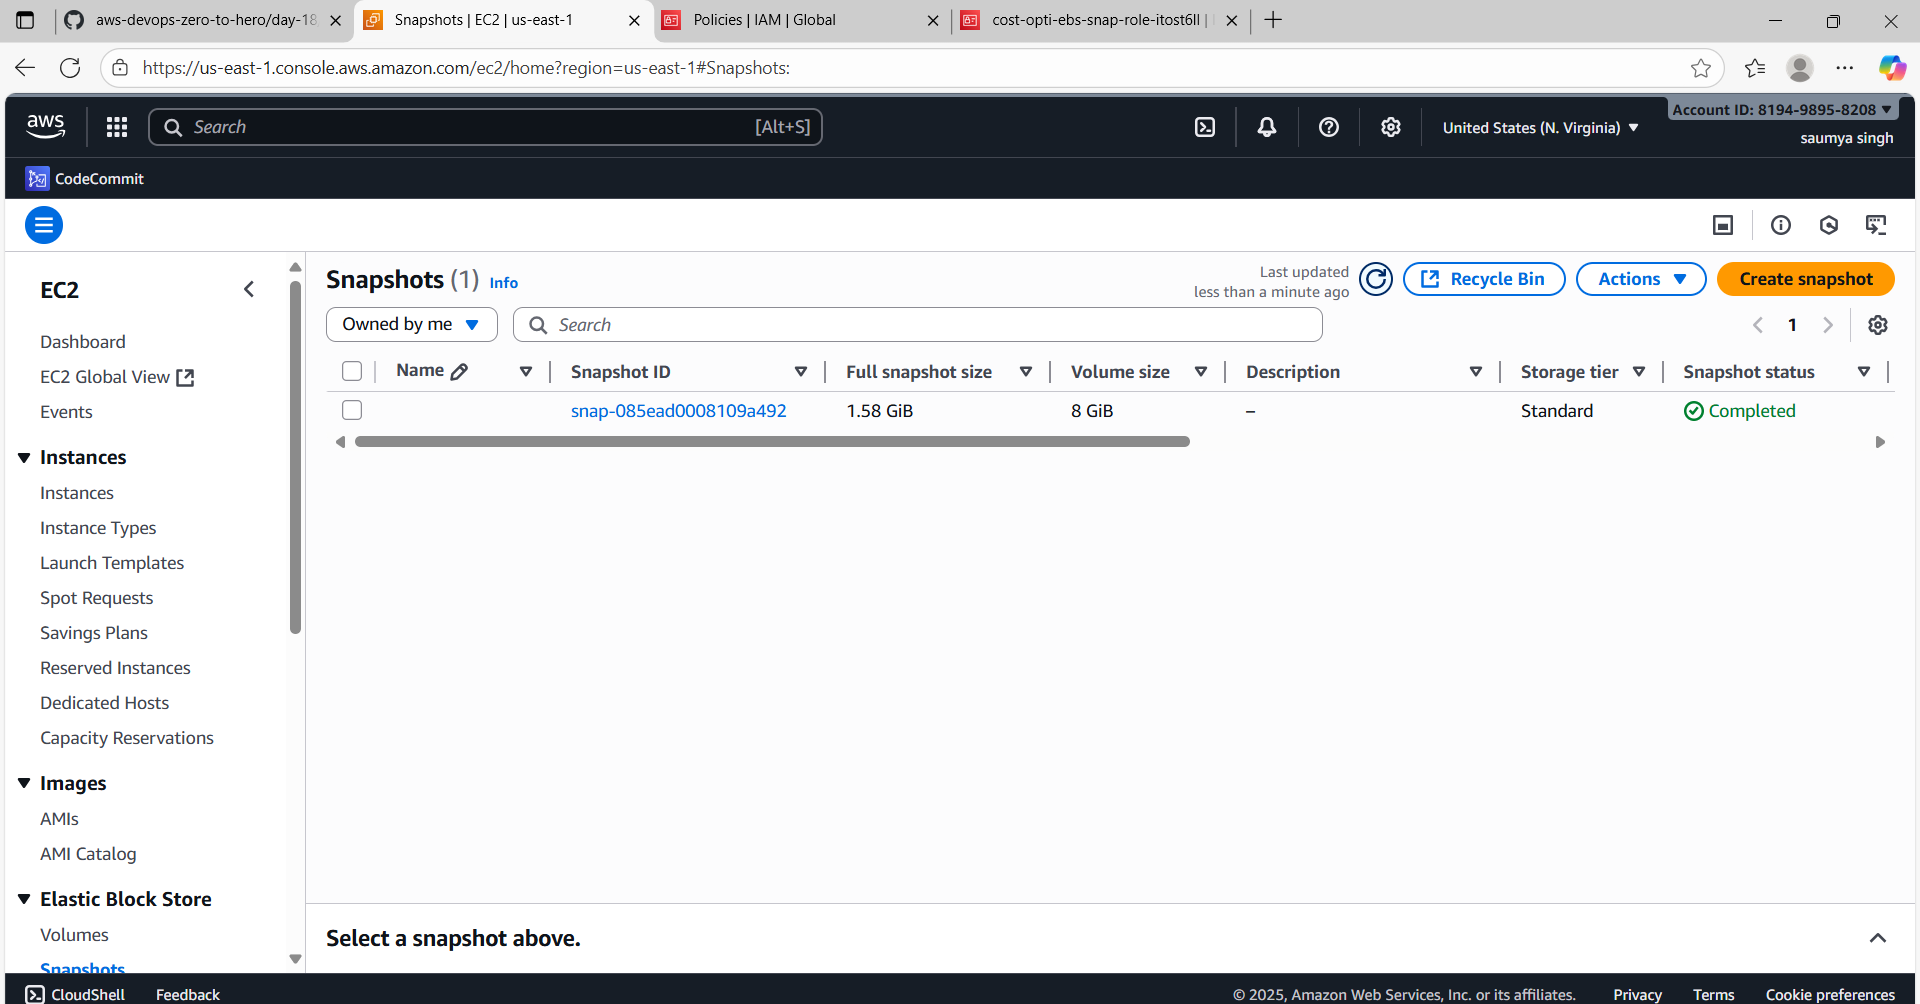 aws-devops-zero-to-hero/day-18
Snapshots | EC2 | us-east-1
Policies | IAM | Global
cost-opti-ebs-snap-role-itost6ll |
https://us-east-1.console.aws.amazon.com/ec2/home?region=us-east-1#Snapshots:
aws
Search
[Alt+S]
United States (N. Virginia)
Account ID: 8194-9895-8208
saumya singh
CodeCommit
EC2
Dashboard
EC2 Global View
Events
Instances
Instances
Instance Types
Launch Templates
Spot Requests
Savings Plans
Reserved Instances
Dedicated Hosts
Capacity Reservations
Images
AMIs
AMI Catalog
Elastic Block Store
Volumes
Snapshots
Snapshots (1) Info
Last updated
less than a minute ago
Recycle Bin
Actions
Create snapshot
Owned by me
Search
1
Name
Snapshot ID
Full snapshot size
Volume size
Description
Storage tier
Snapshot status
snap-085ead0008109a492
1.58 GiB
8 GiB
–
Standard
Completed
Select a snapshot above.
CloudShell
Feedback
© 2025, Amazon Web Services, Inc. or its affiliates.
Privacy
Terms
Cookie preferences